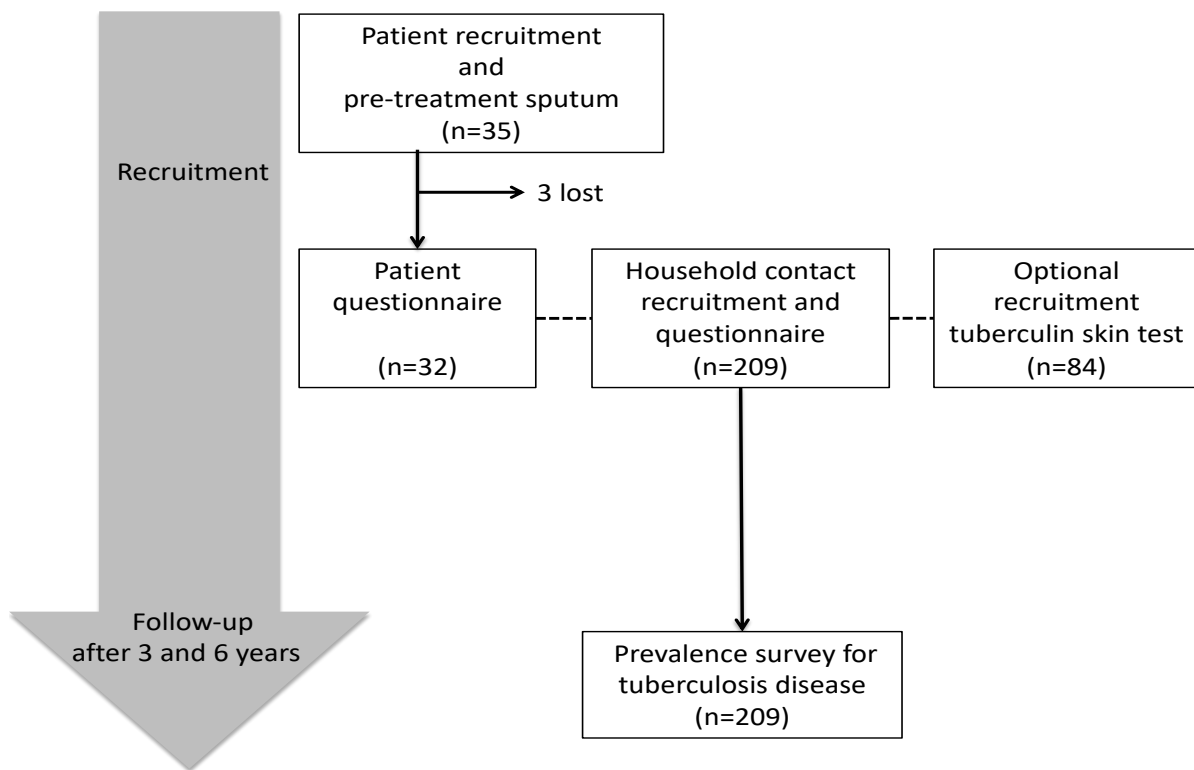 Patient recruitment
and
pre-treatment sputum
(n=35)
Recruitment
3 lost
Patient
questionnaire
(n=32)
Household contact
recruitment and
questionnaire
(n=209)
Optional
recruitment
tuberculin skin test
(n=84)
Follow-up
after 3 and 6 years
Prevalence survey for
tuberculosis disease
(n=209)